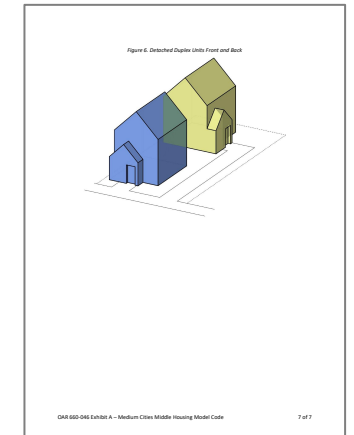 Figure 6. Detached Duplex Units Front and Back
OAR 660-046 Exhibit A – Medium Cities Middle Housing Model Code 7 of 7